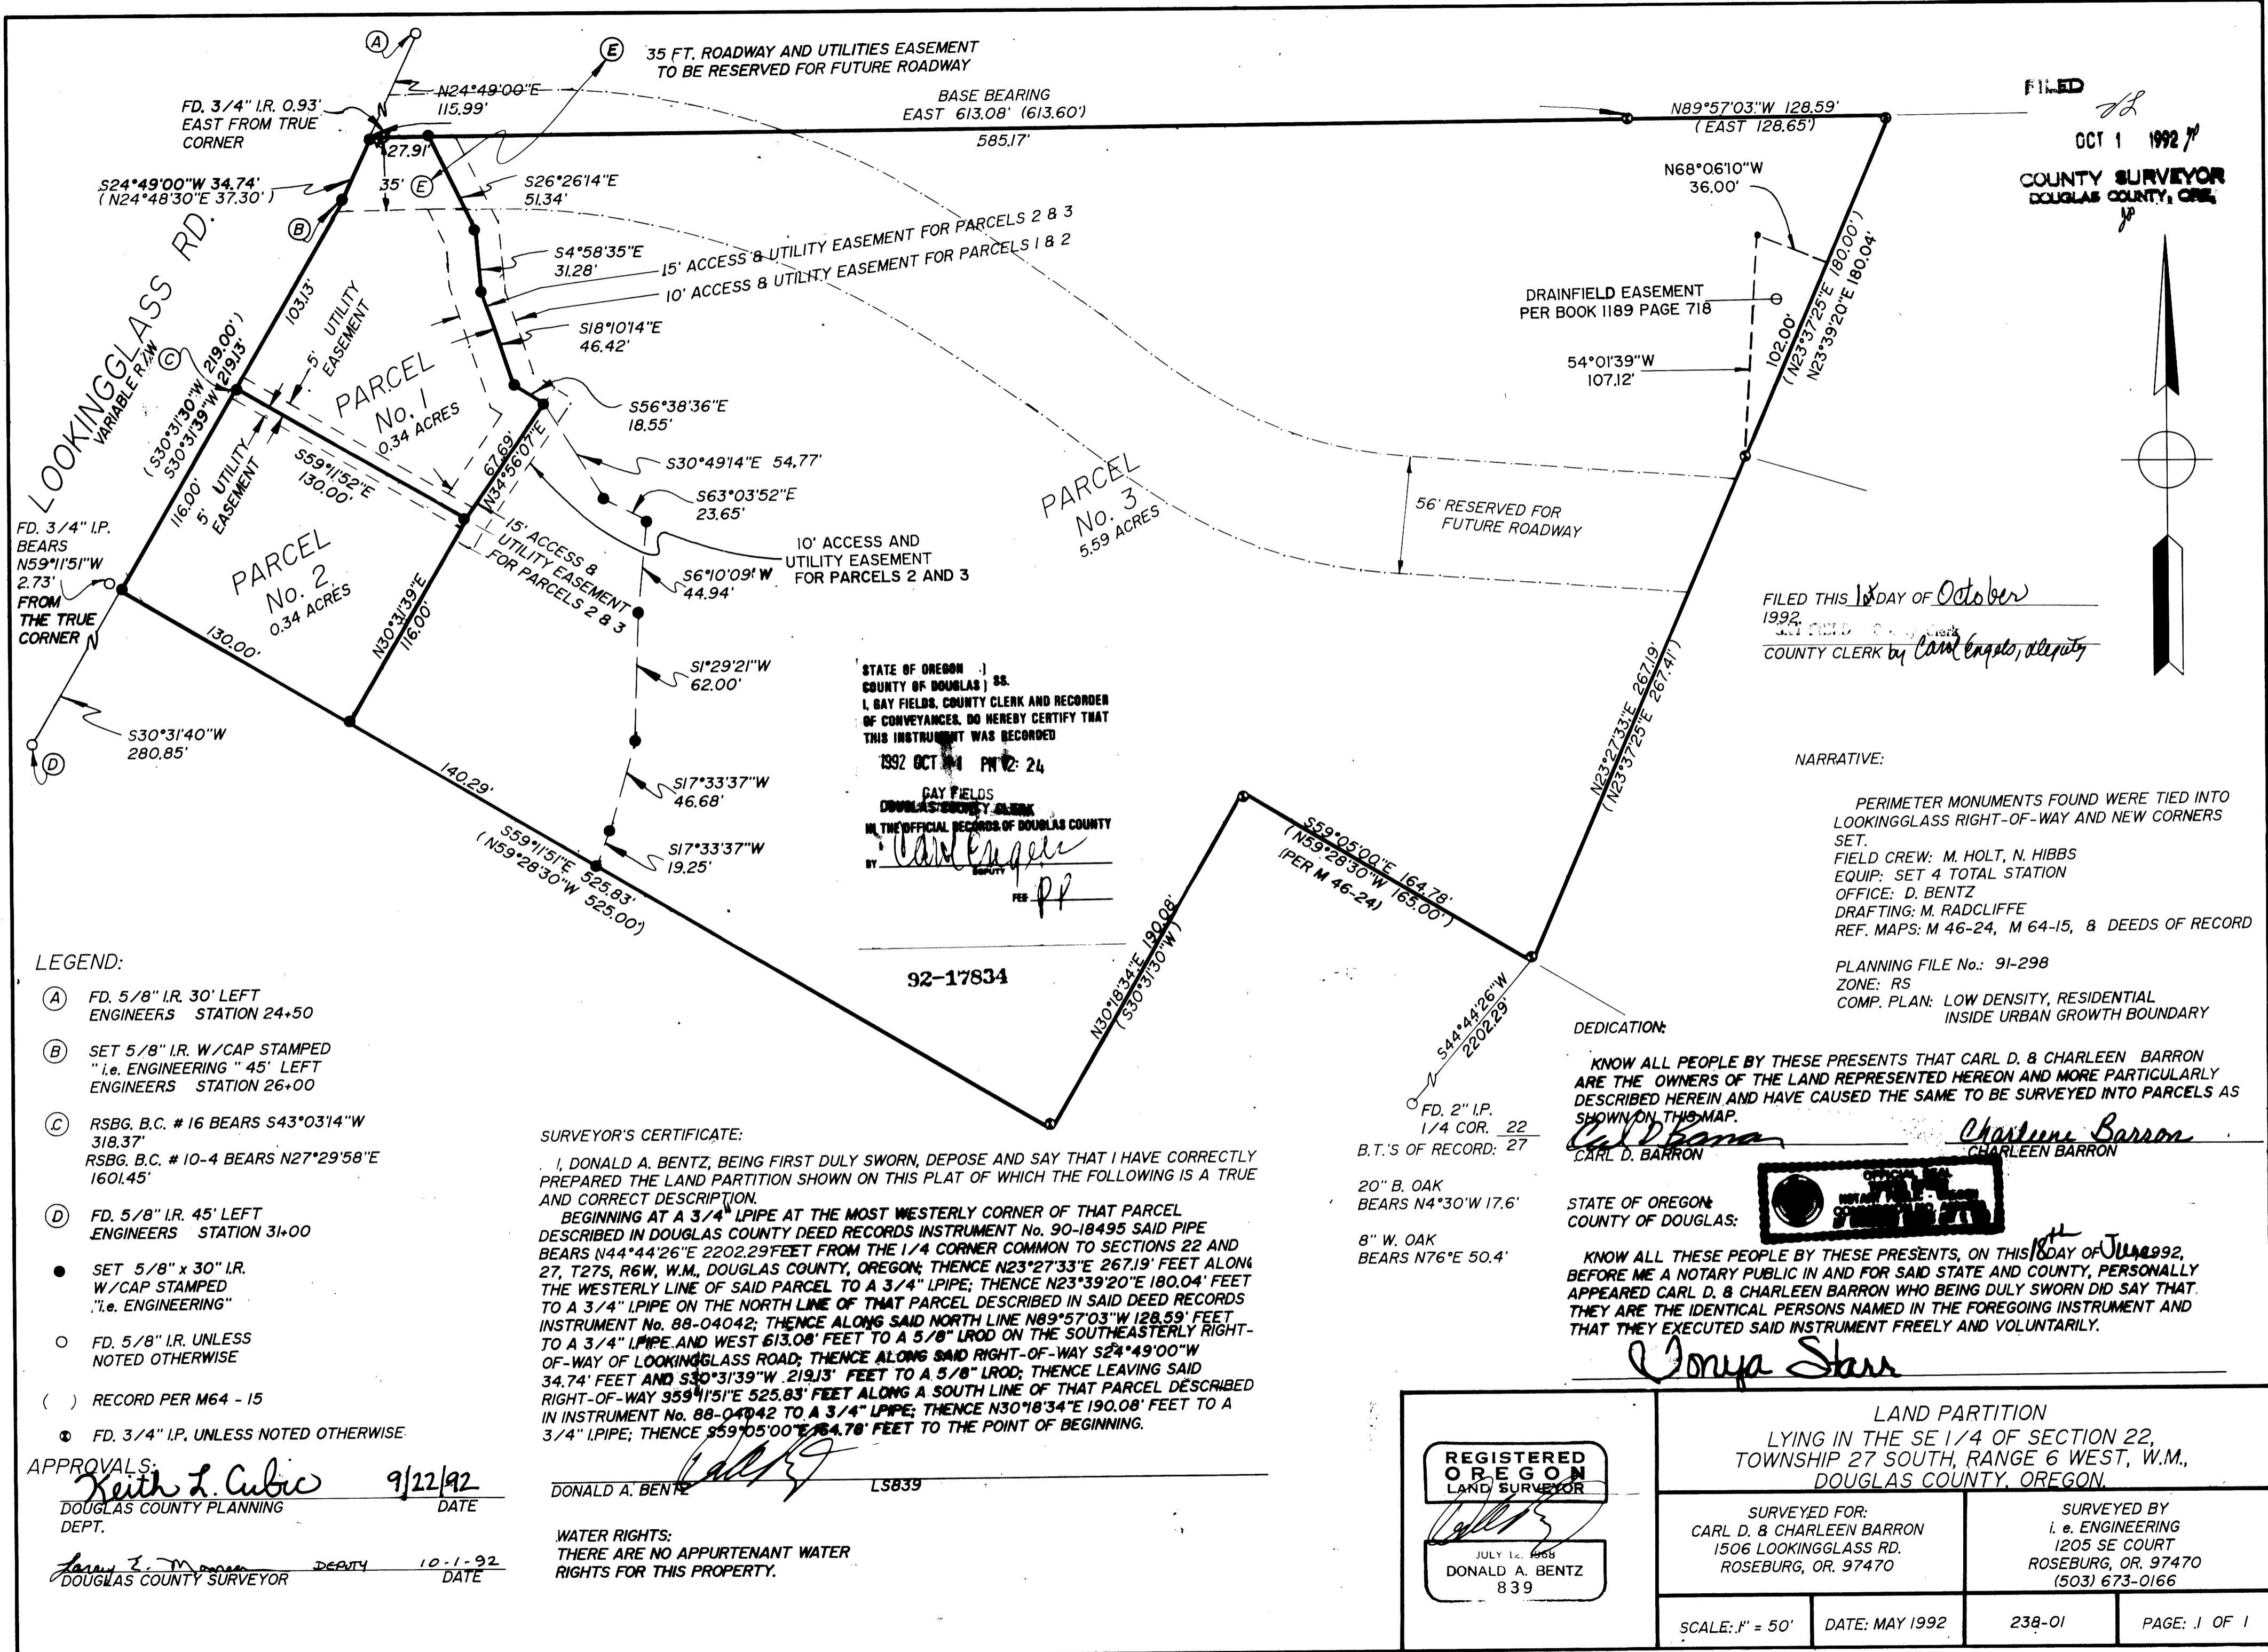 (A)
(E)
35 FT. ROADWAY AND UTILITIES EASEMENT
TO BE RESERVED FOR FUTURE ROADWAY
N24°49'00"E
115.99'
FD. 3/4" I.R. 0.93'
EAST FROM TRUE
CORNER
BASE BEARING
EAST 613.08' (613.60')
585.17'
N89°57'03"W 128.59'
(EAST 128.65')
FILED
OCT 1 1992
COUNTY SURVEYOR
DOUGLAS COUNTY, ORE.
27.91'
35'
(E)
S24°49'00"W 34.74'
(N24°48'30"E 37.30')
(B)
S26°26'14"E
51.34'
S4°58'35"E
31.28'
15' ACCESS & UTILITY EASEMENT FOR PARCELS 2 & 3
10' ACCESS & UTILITY EASEMENT FOR PARCELS 1 & 2
S18°10'14"E
46.42'
S56°38'36"E
18.55'
S30°49'14"E 54.77'
S63°03'52"E
23.65'
S6°10'09"W
44.94'
S1°29'21"W
62.00'
S17°33'37"W
46.68'
S17°33'37"W
19.25'
N68°06'10"W
36.00'
DRAINFIELD EASEMENT
PER BOOK 1189 PAGE 718
54°01'39"W
107.12'
102.00'
(N23°37'25"E 180.00')
N23°39'20"E 180.04'
LOOKINGGLASS RD.
VARIABLE R/W
103.13'
(C)
(S30°31'30"W 219.00')
S30°31'39"W 219.13'
116.00'
5' UTILITY
EASEMENT
5' UTILITY
EASEMENT
PARCEL
No. 1
0.34 ACRES
S59°11'52"E
130.00'
67.69'
N34°56'07"E
PARCEL
No. 2
0.34 ACRES
15' ACCESS &
UTILITY EASEMENT
FOR PARCELS 2 & 3
10' ACCESS AND
UTILITY EASEMENT
FOR PARCELS 2 AND 3
PARCEL
No. 3
5.59 ACRES
56' RESERVED FOR
FUTURE ROADWAY
FD. 3/4" I.P.
BEARS
N59°11'51"W
2.73'
FROM
THE TRUE
CORNER
N
130.00'
N30°31'39"E
116.00'
S30°31'40"W
280.85'
(D)
140.29'
S59°11'51"E 525.83'
(N59°28'30"W 525.00')
N30°18'34"E 190.08'
(S30°31'30"W)
S59°05'00"E 164.78'
(N59°28'30"W 165.00')
(PER M 46-24)
N23°27'33"E 267.19'
(N23°37'25"E 267.41')
S44°44'26"W
2202.29'
N
FD. 2" I.P.
1/4 COR. 22
27
B.T.'S OF RECORD:
20" B. OAK
BEARS N4°30'W 17.6'
8" W. OAK
BEARS N76°E 50.4'
STATE OF OREGON )
COUNTY OF DOUGLAS ) SS.
I, GAY FIELDS, COUNTY CLERK AND RECORDER
OF CONVEYANCES, DO HEREBY CERTIFY THAT
THIS INSTRUMENT WAS RECORDED
1992 OCT 1 PM 2:24
GAY FIELDS
DOUGLAS COUNTY CLERK
IN THE OFFICIAL RECORDS OF DOUGLAS COUNTY
BY Carol Engels
DEPUTY
FEE
92-17834
FILED THIS 1st DAY OF October
1992.
COUNTY CLERK by Carol Engels, deputy
NARRATIVE:
PERIMETER MONUMENTS FOUND WERE TIED INTO
LOOKINGGLASS RIGHT-OF-WAY AND NEW CORNERS
SET.
FIELD CREW: M. HOLT, N. HIBBS
EQUIP: SET 4 TOTAL STATION
OFFICE: D. BENTZ
DRAFTING: M. RADCLIFFE
REF. MAPS: M 46-24, M 64-15, & DEEDS OF RECORD
PLANNING FILE No.: 91-298
ZONE: RS
COMP. PLAN: LOW DENSITY, RESIDENTIAL
INSIDE URBAN GROWTH BOUNDARY
LEGEND:
(A) FD. 5/8" I.R. 30' LEFT
ENGINEERS STATION 24+50
(B) SET 5/8" I.R. W/CAP STAMPED
"i.e. ENGINEERING" 45' LEFT
ENGINEERS STATION 26+00
(C) RSBG. B.C. # 16 BEARS S43°03'14"W
318.37'
RSBG. B.C. # 10-4 BEARS N27°29'58"E
1601.45'
(D) FD. 5/8" I.R. 45' LEFT
ENGINEERS STATION 31+00
SET 5/8" x 30" I.R.
W/CAP STAMPED
"i.e. ENGINEERING"
FD. 5/8" I.R. UNLESS
NOTED OTHERWISE
( ) RECORD PER M64 - 15
FD. 3/4" I.P. UNLESS NOTED OTHERWISE
APPROVALS:
Keith L. Cubic 9/22/92
DOUGLAS COUNTY PLANNING DATE
DEPT.
DEPUTY 10-1-92
DOUGLAS COUNTY SURVEYOR DATE
SURVEYOR'S CERTIFICATE:
I, DONALD A. BENTZ, BEING FIRST DULY SWORN, DEPOSE AND SAY THAT I HAVE CORRECTLY
PREPARED THE LAND PARTITION SHOWN ON THIS PLAT OF WHICH THE FOLLOWING IS A TRUE
AND CORRECT DESCRIPTION.
BEGINNING AT A 3/4" I.PIPE AT THE MOST WESTERLY CORNER OF THAT PARCEL
DESCRIBED IN DOUGLAS COUNTY DEED RECORDS INSTRUMENT No. 90-18495 SAID PIPE
BEARS N44°44'26"E 2202.29 FEET FROM THE 1/4 CORNER COMMON TO SECTIONS 22 AND
27, T27S, R6W, W.M., DOUGLAS COUNTY, OREGON; THENCE N23°27'33"E 267.19' FEET ALONG
THE WESTERLY LINE OF SAID PARCEL TO A 3/4" I.PIPE; THENCE N23°39'20"E 180.04' FEET
TO A 3/4" I.PIPE ON THE NORTH LINE OF THAT PARCEL DESCRIBED IN SAID DEED RECORDS
INSTRUMENT No. 88-04042; THENCE ALONG SAID NORTH LINE N89°57'03"W 128.59' FEET
TO A 3/4" I.PIPE AND WEST 613.08' FEET TO A 5/8" I.ROD ON THE SOUTHEASTERLY RIGHT-
OF-WAY OF LOOKINGGLASS ROAD; THENCE ALONG SAID RIGHT-OF-WAY S24°49'00"W
34.74' FEET AND S30°31'39"W 219.13' FEET TO A 5/8" I.ROD; THENCE LEAVING SAID
RIGHT-OF-WAY S59°11'51"E 525.83' FEET ALONG A SOUTH LINE OF THAT PARCEL DESCRIBED
IN INSTRUMENT No. 88-04042 TO A 3/4" I.PIPE; THENCE N30°18'34"E 190.08' FEET TO A
3/4" I.PIPE; THENCE S59°05'00"E 164.78' FEET TO THE POINT OF BEGINNING.
DONALD A. BENTZ LS839
WATER RIGHTS:
THERE ARE NO APPURTENANT WATER
RIGHTS FOR THIS PROPERTY.
DEDICATION:
KNOW ALL PEOPLE BY THESE PRESENTS THAT CARL D. & CHARLEEN BARRON
ARE THE OWNERS OF THE LAND REPRESENTED HEREON AND MORE PARTICULARLY
DESCRIBED HEREIN AND HAVE CAUSED THE SAME TO BE SURVEYED INTO PARCELS AS
SHOWN ON THIS MAP.
Carl D Barron Charleene Barron
CARL D. BARRON CHARLEEN BARRON
STATE OF OREGON:
COUNTY OF DOUGLAS:
OFFICIAL SEAL
NOTARY PUBLIC - OREGON
KNOW ALL THESE PEOPLE BY THESE PRESENTS, ON THIS 18th DAY OF June 1992,
BEFORE ME A NOTARY PUBLIC IN AND FOR SAID STATE AND COUNTY, PERSONALLY
APPEARED CARL D. & CHARLEEN BARRON WHO BEING DULY SWORN DID SAY THAT
THEY ARE THE IDENTICAL PERSONS NAMED IN THE FOREGOING INSTRUMENT AND
THAT THEY EXECUTED SAID INSTRUMENT FREELY AND VOLUNTARILY.
Tonya Starr
REGISTERED
OREGON
LAND SURVEYOR
JULY 12, 1968
DONALD A. BENTZ
839
LAND PARTITION
LYING IN THE SE 1/4 OF SECTION 22,
TOWNSHIP 27 SOUTH, RANGE 6 WEST, W.M.,
DOUGLAS COUNTY, OREGON.
SURVEYED FOR:
CARL D. & CHARLEEN BARRON
1506 LOOKINGGLASS RD.
ROSEBURG, OR. 97470
SURVEYED BY
i. e. ENGINEERING
1205 SE COURT
ROSEBURG, OR. 97470
(503) 673-0166
SCALE: 1" = 50' DATE: MAY 1992 238-01 PAGE: 1 OF 1